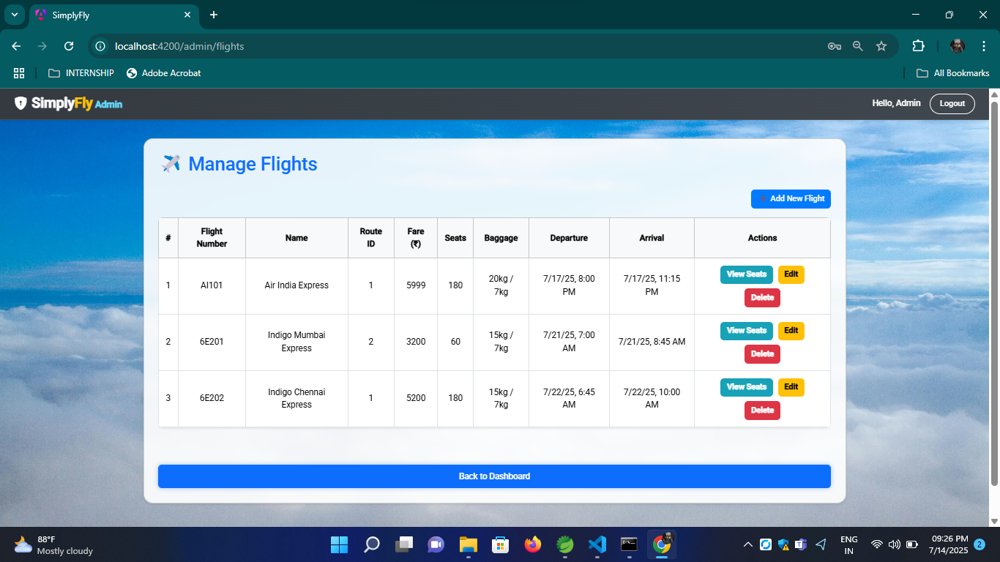 SimplyFly
localhost:4200/admin/flights
INTERNSHIP
Adobe Acrobat
All Bookmarks
SimplyFly Admin
Hello, Admin
Logout
Manage Flights
Add New Flight
# Flight Number Name Route ID Fare (₹) Seats Baggage Departure Arrival Actions
1 AI101 Air India Express 1 5999 180 20kg / 7kg 7/17/25, 8:00 PM 7/17/25, 11:15 PM View Seats Edit Delete
2 6E201 Indigo Mumbai Express 2 3200 60 15kg / 7kg 7/21/25, 7:00 AM 7/21/25, 8:45 AM View Seats Edit Delete
3 6E202 Indigo Chennai Express 1 5200 180 15kg / 7kg 7/22/25, 6:45 AM 7/22/25, 10:00 AM View Seats Edit Delete
Back to Dashboard
88°F
Mostly cloudy
ENG
IN
09:26 PM
7/14/2025
2